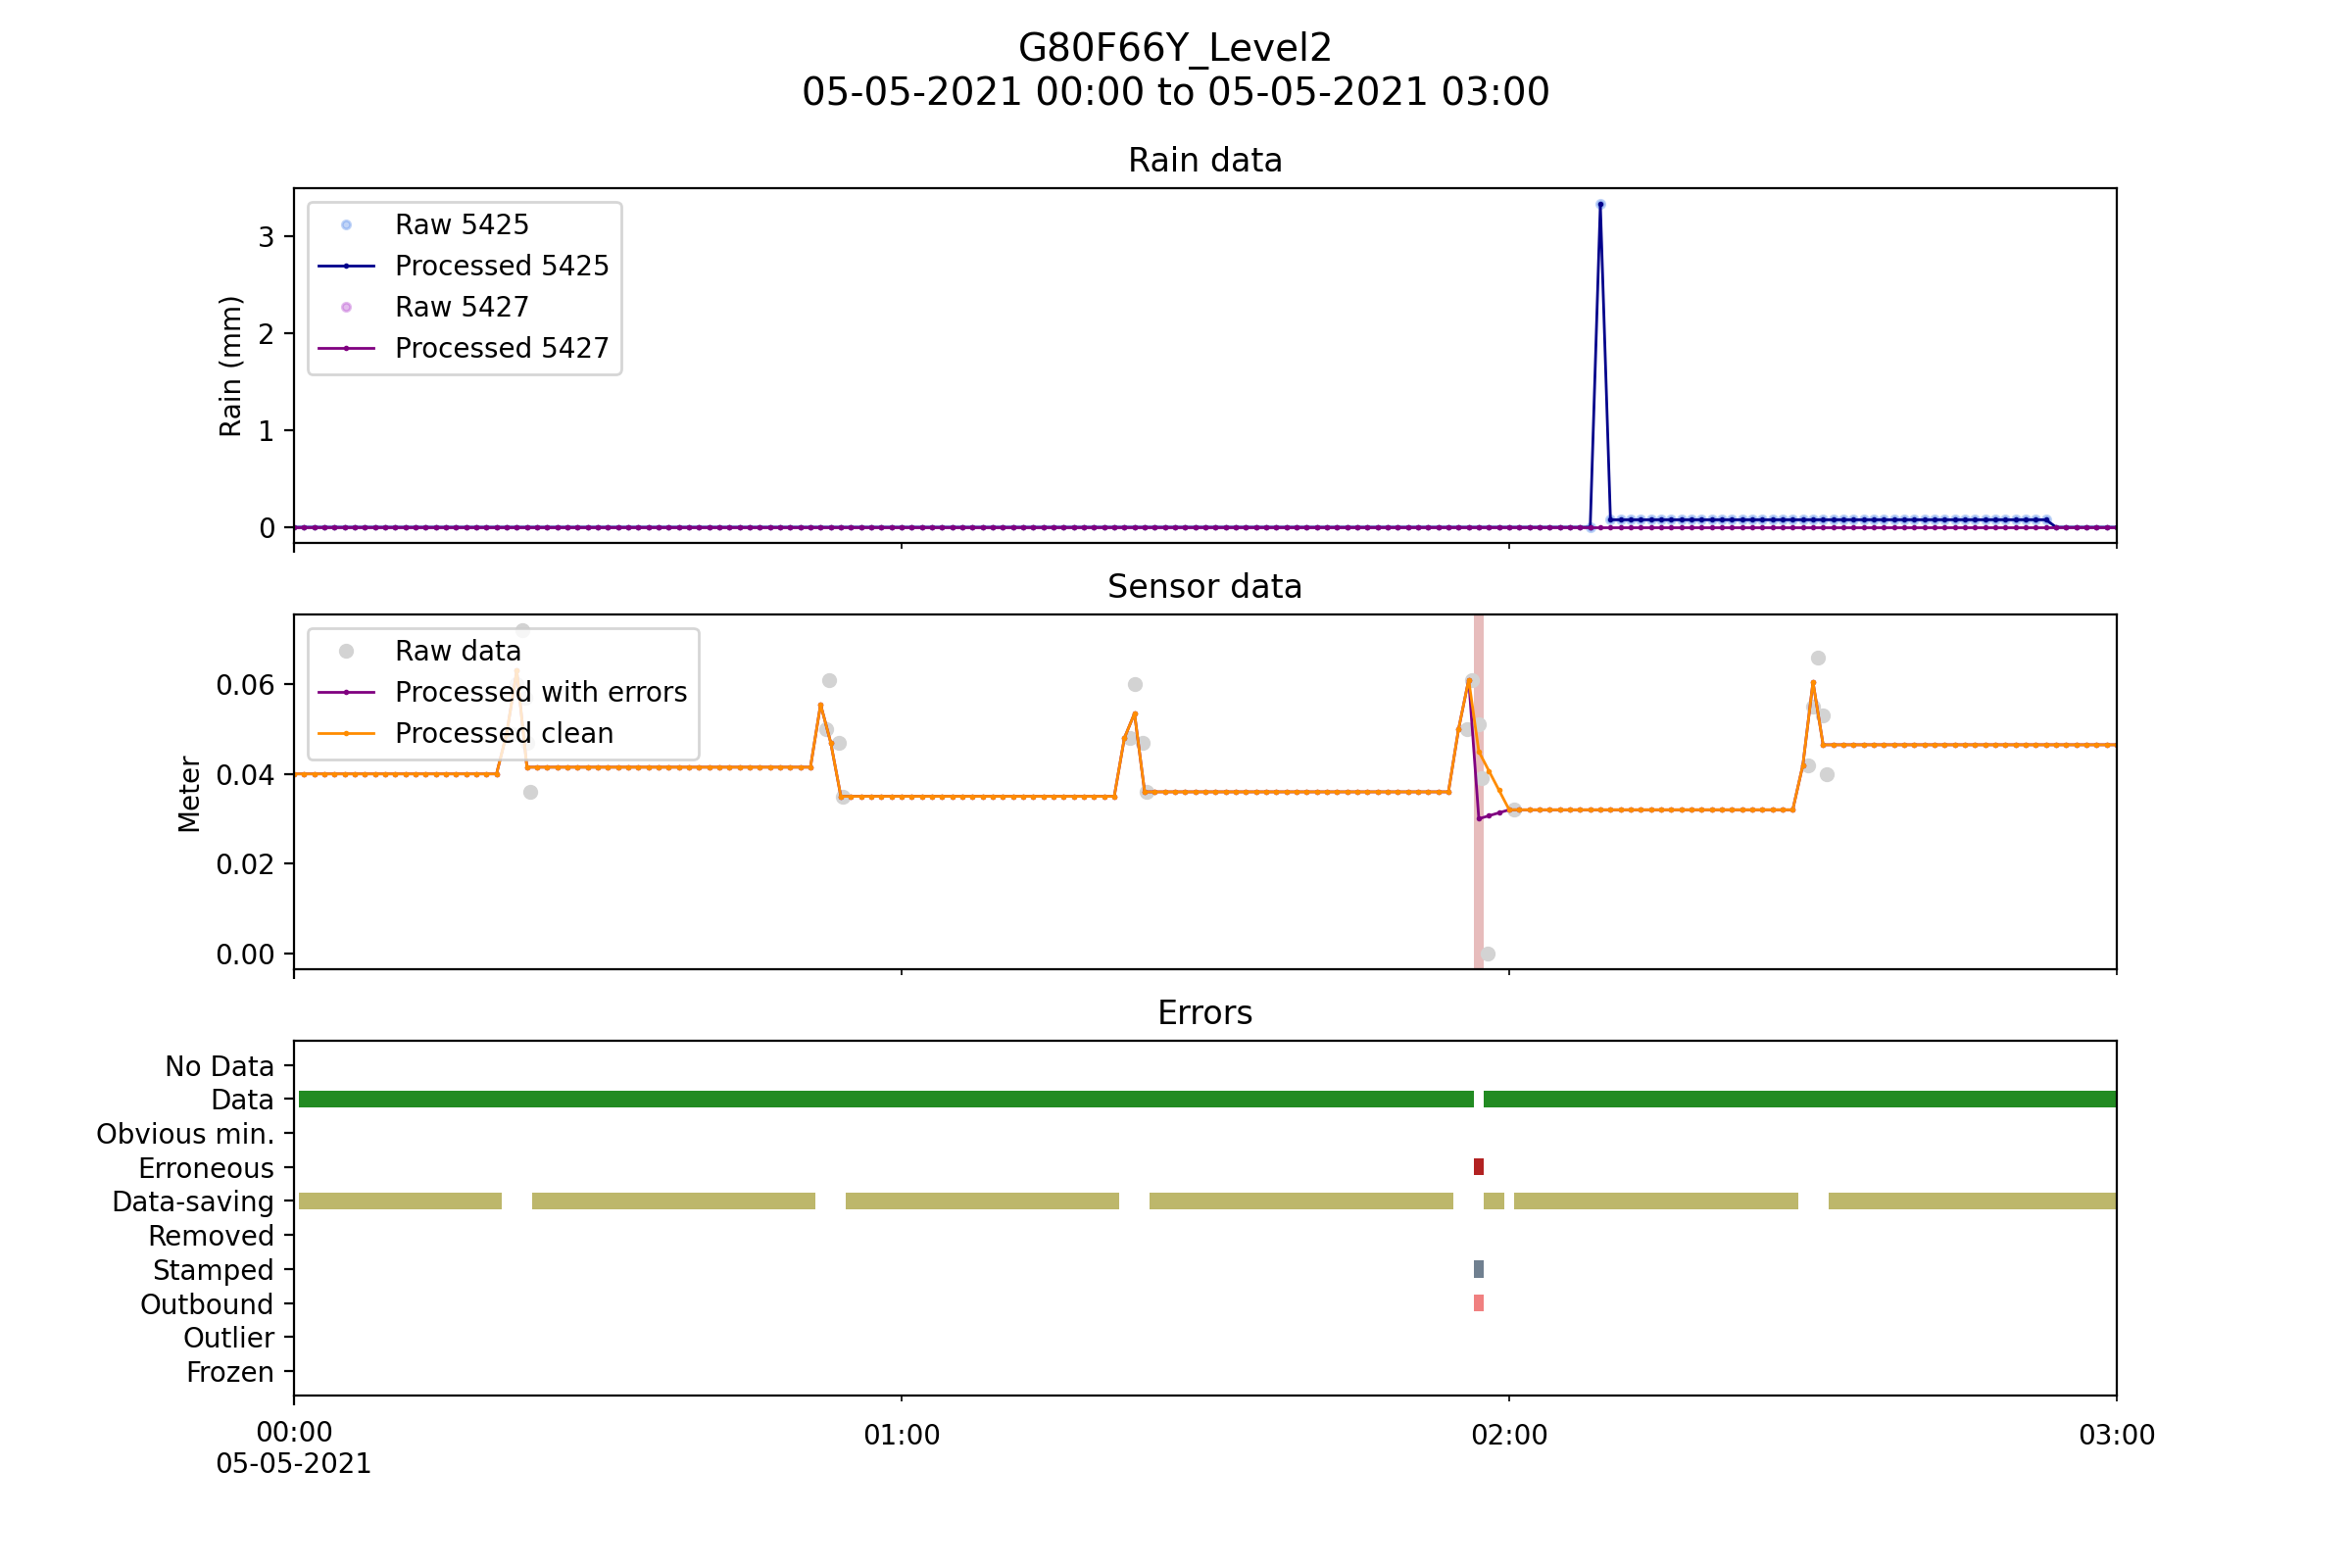 G80F66Y_Level2
05-05-2021 00:00 to 05-05-2021 03:00
Rain data
Raw 5425
Processed 5425
Raw 5427
Processed 5427
Rain (mm)
3
2
1
0
Sensor data
Raw data
Processed with errors
Processed clean
Meter
0.06
0.04
0.02
0.00
Errors
No Data
Data
Obvious min.
Erroneous
Data-saving
Removed
Stamped
Outbound
Outlier
Frozen
00:00
05-05-2021
01:00
02:00
03:00